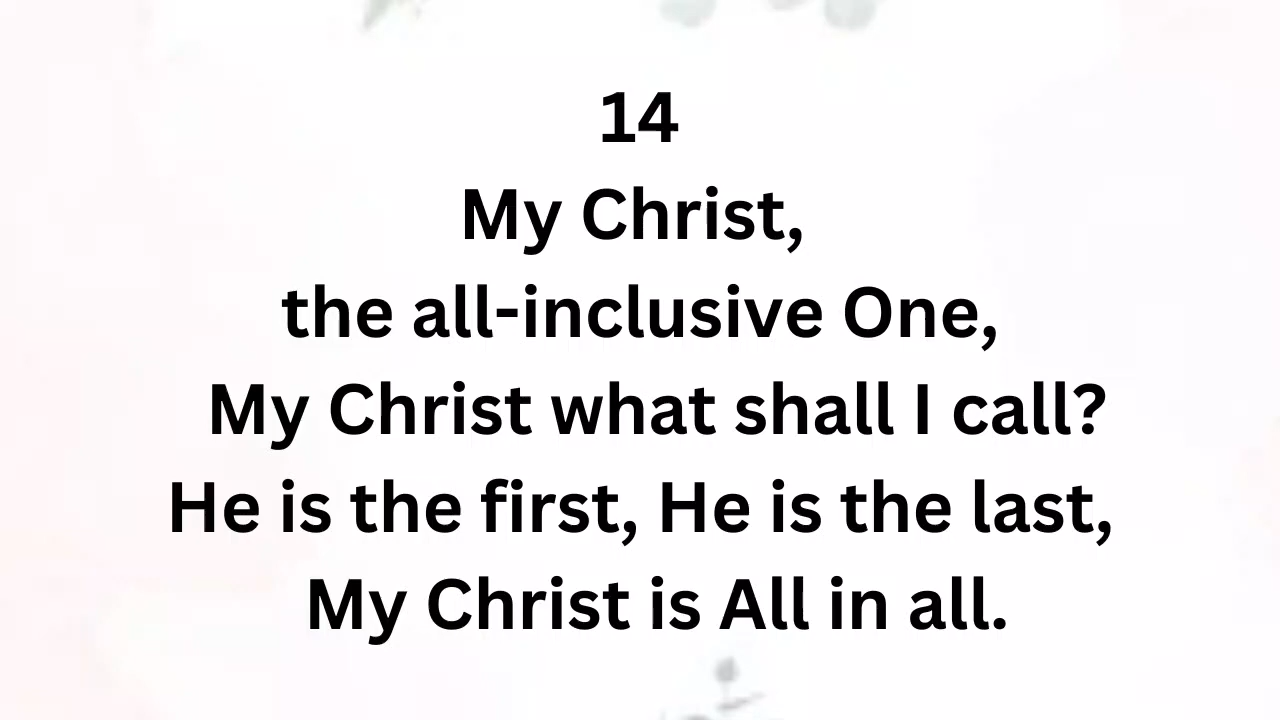 14
My Christ,
the all-inclusive One,
My Christ what shall I call?
He is the first, He is the last,
My Christ is All in all.